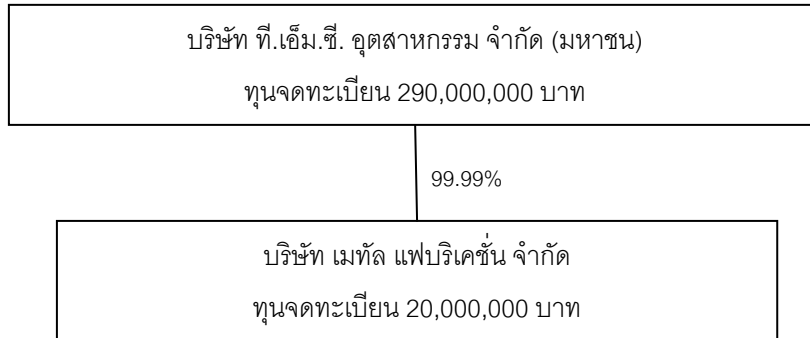 บริษัท ที.เอ็ม.ซี. อุตสาหกรรม จำกัด (มหาชน)
ทุนจดทะเบียน 290,000,000 บาท
99.99%
บริษัท เมทัล แฟบริเคชั่น จำกัด
ทุนจดทะเบียน 20,000,000 บาท